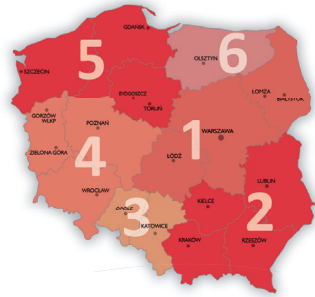 GDAŃSK
5
6
OLSZTYN
SZCZECIN
BYDGOSZCZ
ŁOMŻA
BIAŁYSTOK
TORUŃ
GORZÓW
WLKP
POZNAŃ
1
WARSZAWA
ZIELONA GÓRA
4
ŁÓDŹ
WROCŁAW
LUBLIN
OPOLE
3
KIELCE
2
KATOWICE
KRAKÓW
RZESZÓW